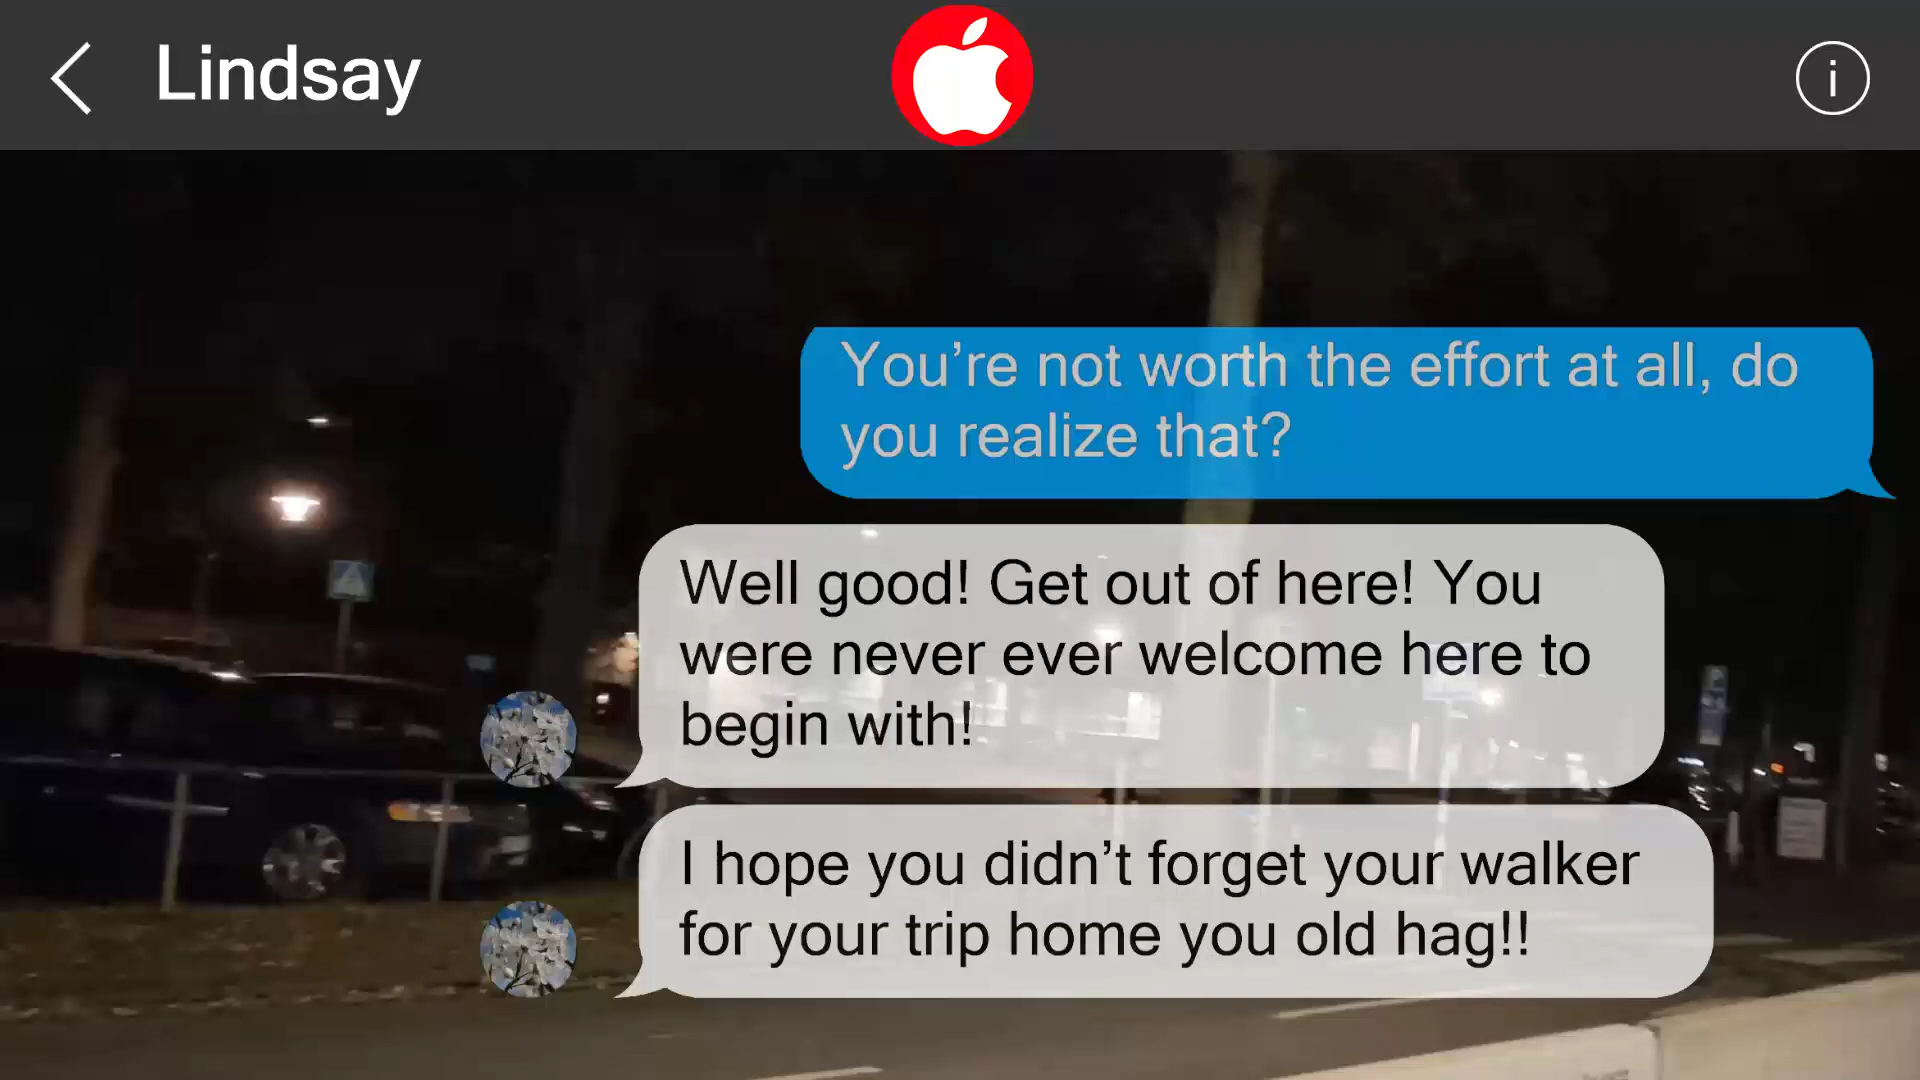 Lindsay
i
You’re not worth the effort at all, do
you realize that?
Well good! Get out of here! You
were never ever welcome here to
begin with!
I hope you didn’t forget your walker
for your trip home you old hag!!